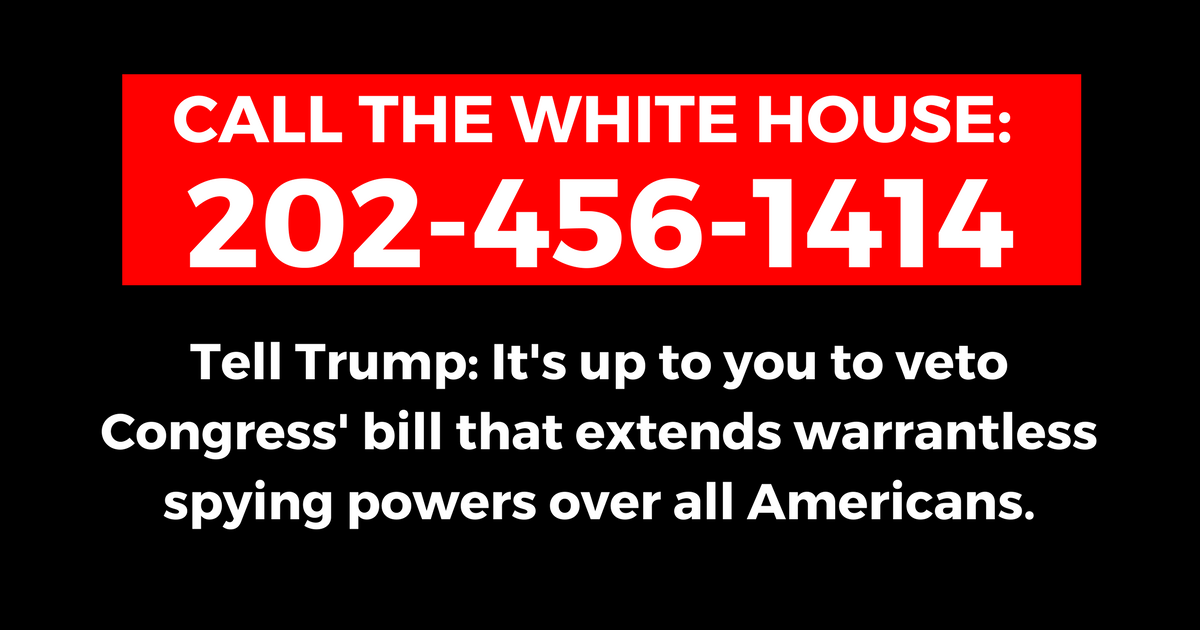 CALL THE WHITE HOUSE:
202-456-1414
Tell Trump: It's up to you to veto
Congress' bill that extends warrantless
spying powers over all Americans.